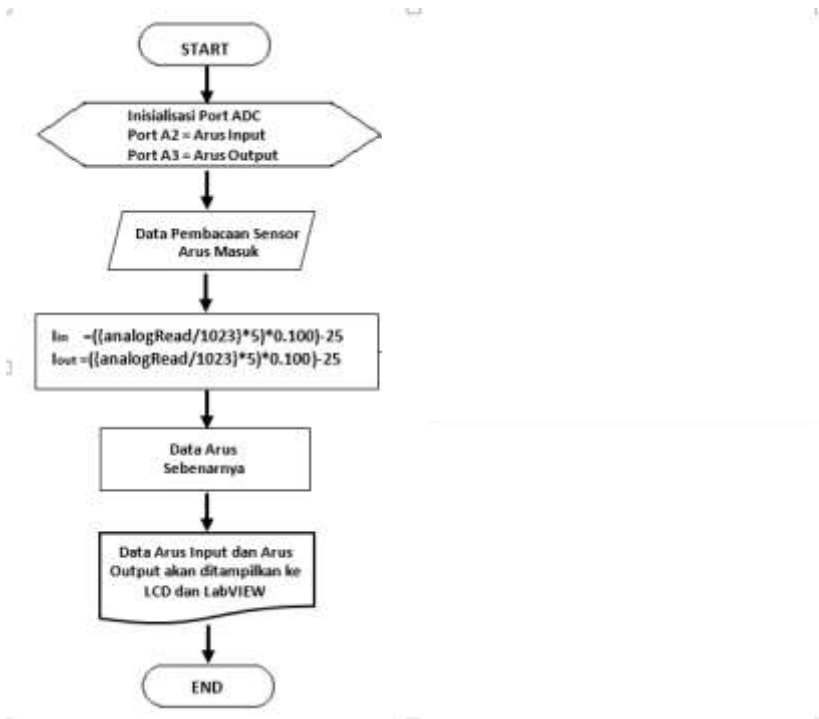 START
Inisialisasi Port ADC
Port A2 = Arus Input
Port A3 = Arus Output
Data Pembacaan Sensor
Arus Masuk
Iin =((analogRead/1023)*5)*0.100)-25
Iout =((analogRead/1023)*5)*0.100)-25
Data Arus
Sebenarnya
Data Arus Input dan Arus
Output akan ditampilkan ke
LCD dan LabVIEW
END